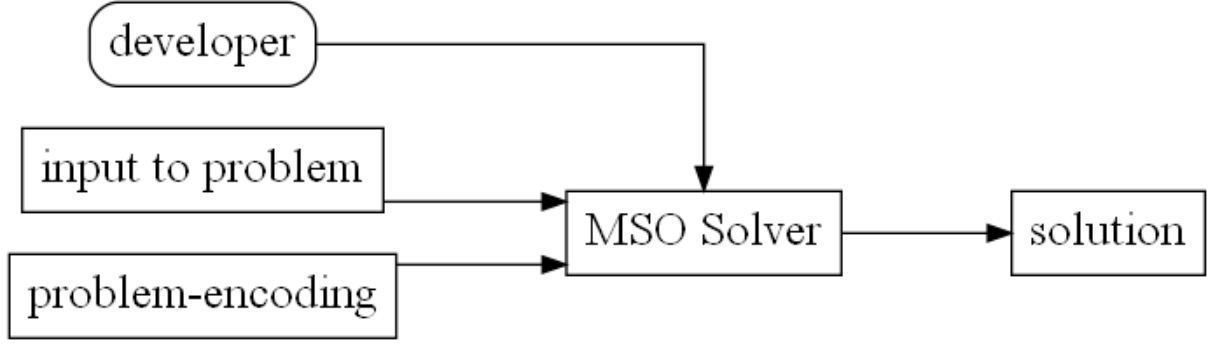 developer
input to problem
problem-encoding
MSO Solver
solution